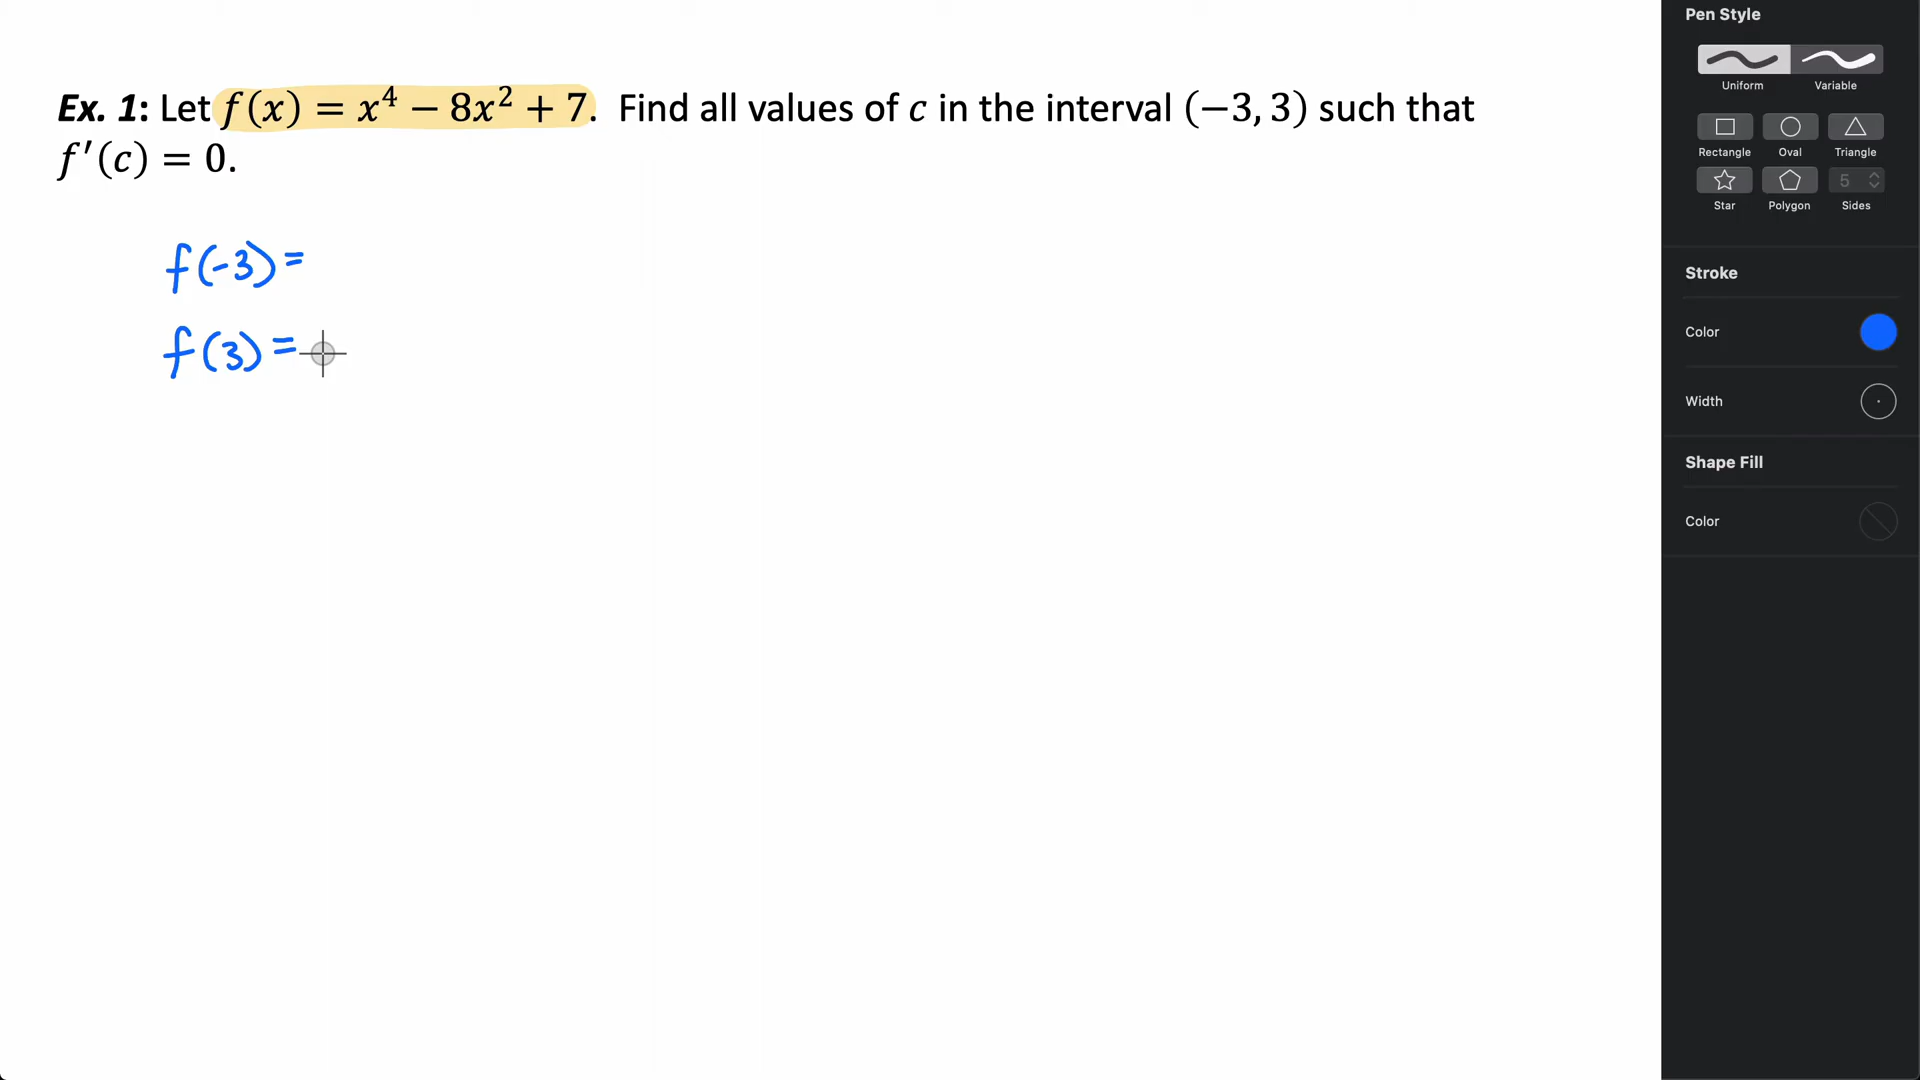 Pen Style
Ex. 1: Let f(x) = x⁴ − 8x² + 7. Find all values of c in the interval (−3, 3) such that
f′(c) = 0.
f(-3) =
f(3) =
Uniform Variable
Rectangle Oval Triangle
5
Star Polygon Sides
Stroke
Color
Width
Shape Fill
Color